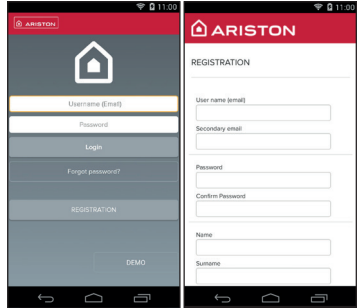 11:00
ARISTON
Username (Email)
Password
Login
Forgot password?
REGISTRATION
DEMO
11:00
ARISTON
REGISTRATION
User name (email)
Secondary email
Password
Confirm Password
Name
Surname